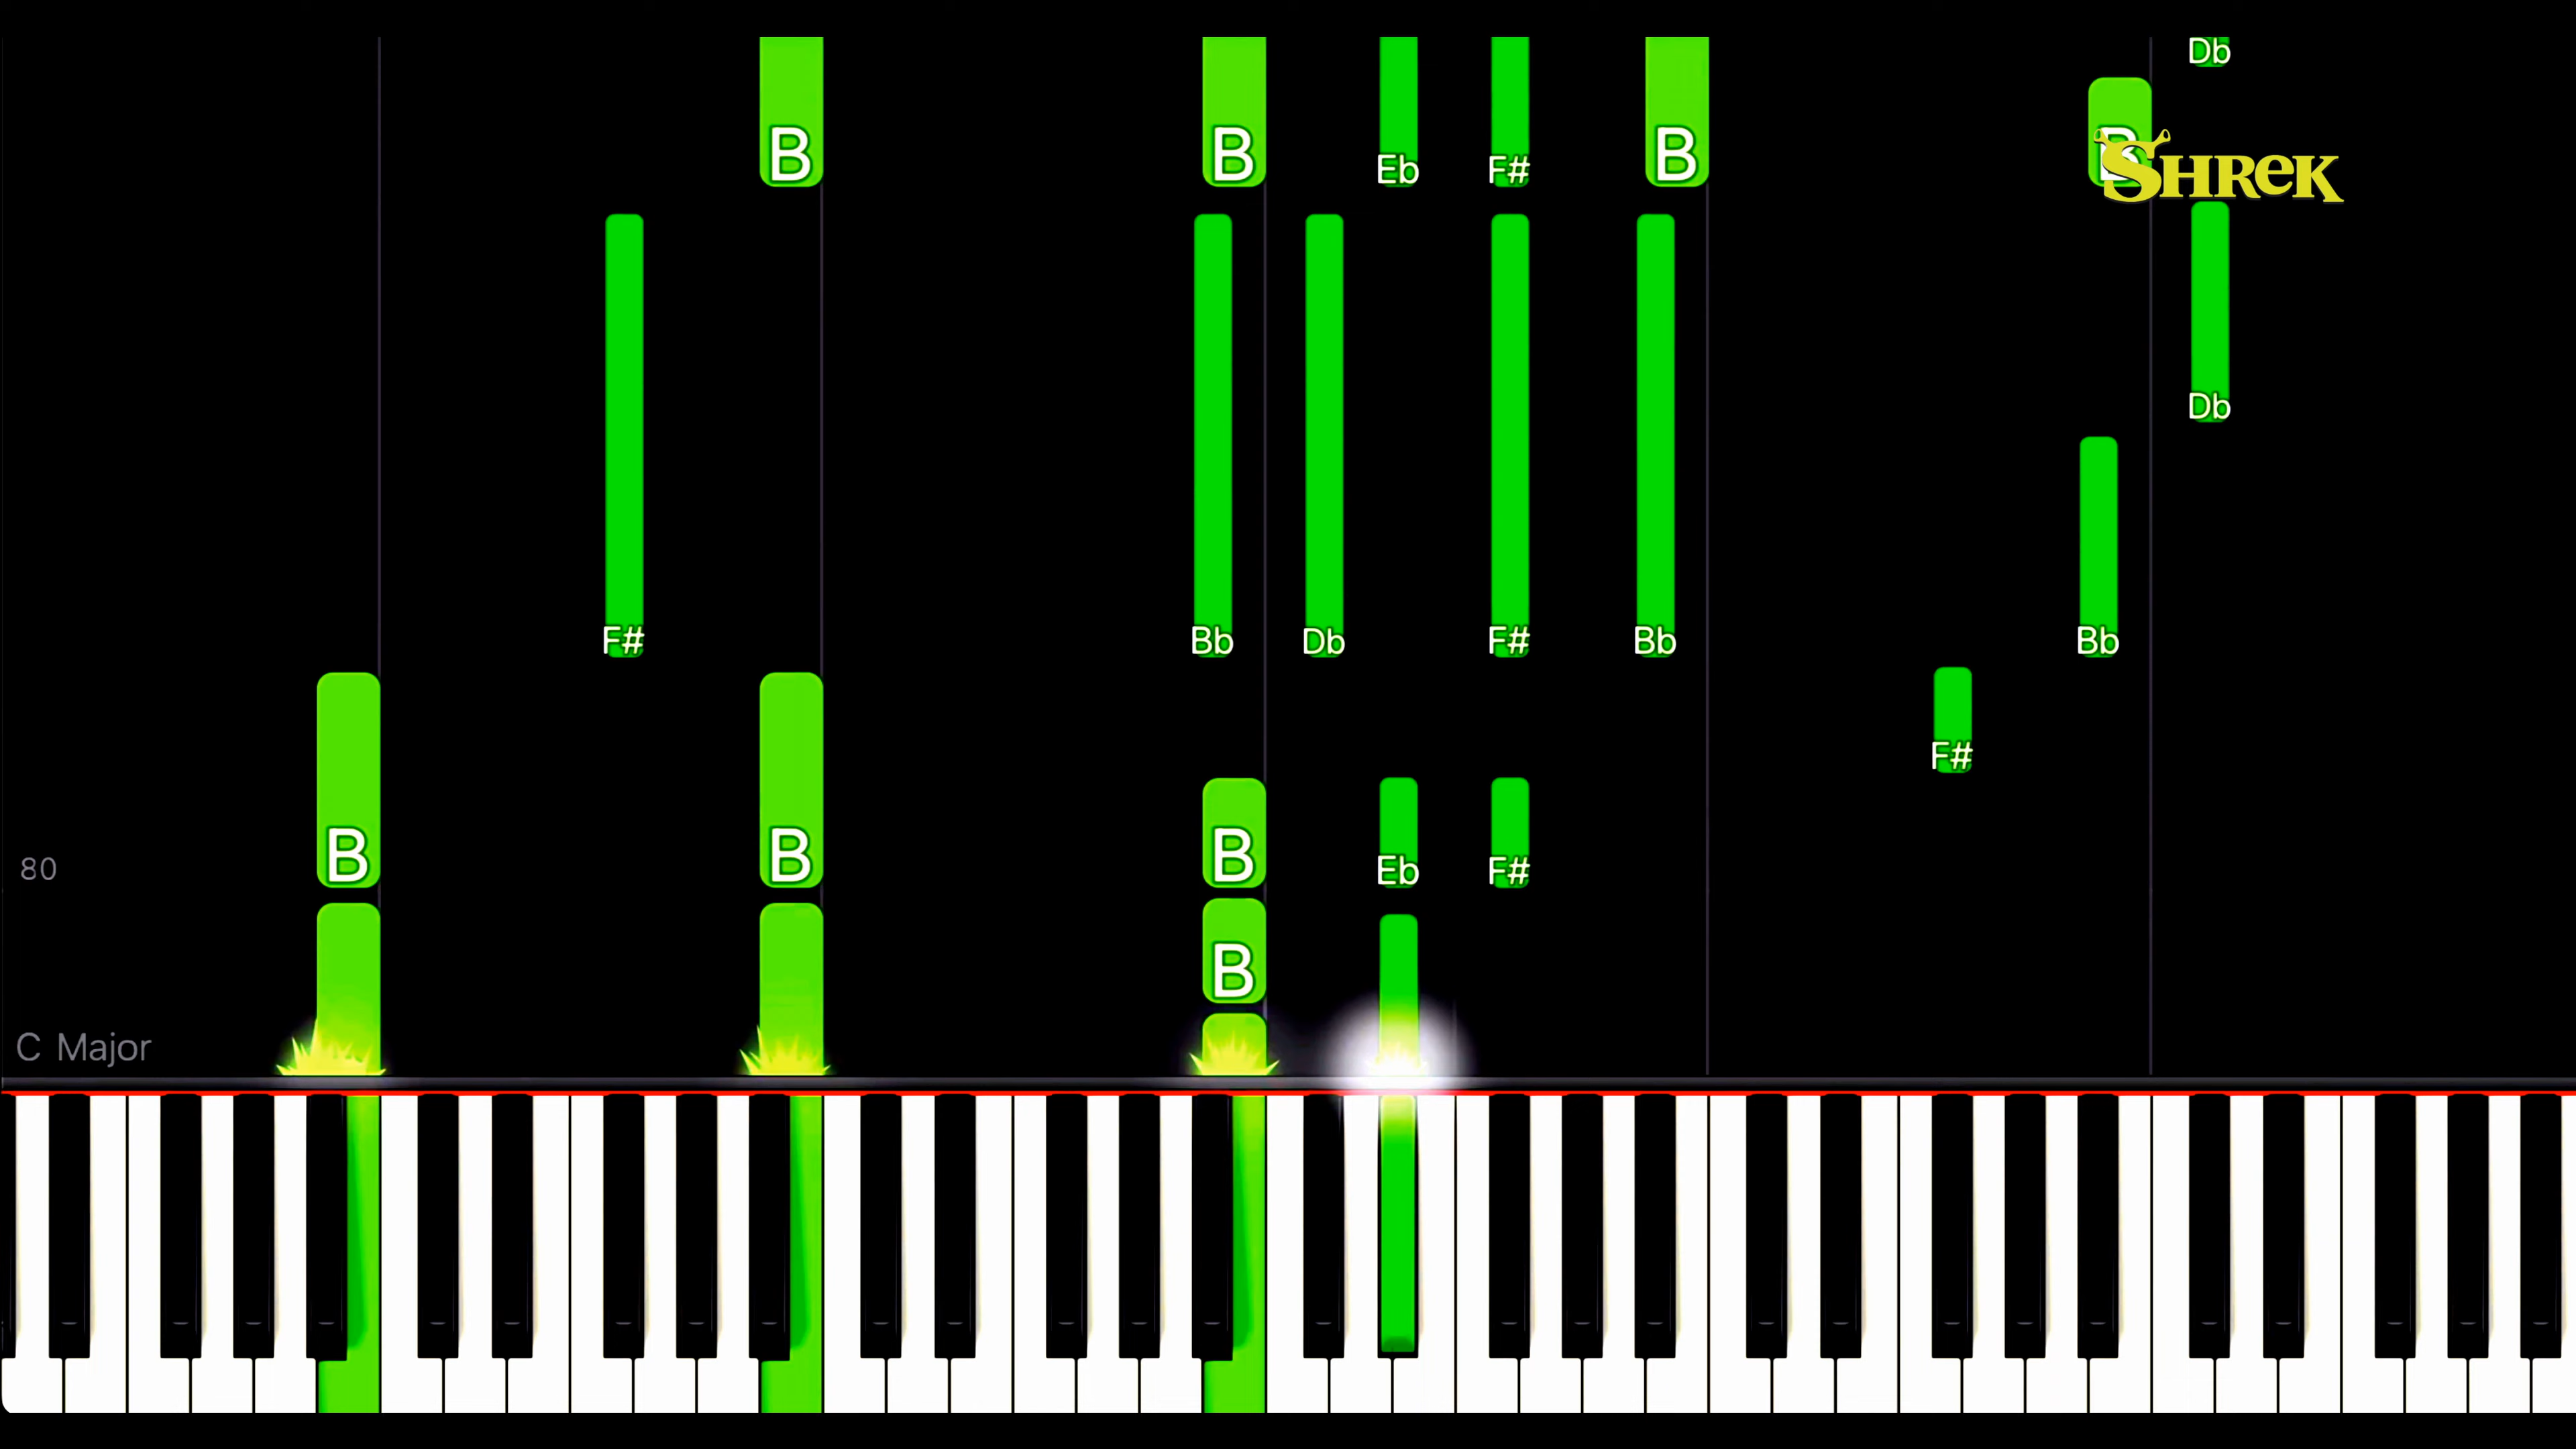 Db
B B Eb F# B B
SHReK
Db
F# Bb Db F# Bb Bb
F#
80 B B B Eb F#
B
C Major